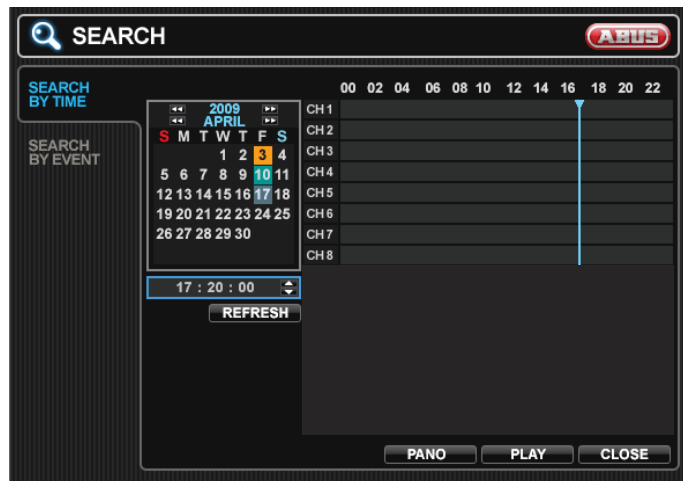 SEARCH
ABUS
SEARCH
BY TIME
SEARCH
BY EVENT
2009
APRIL
S M T W T F S
1 2 3 4
5 6 7 8 9 10 11
12 13 14 15 16 17 18
19 20 21 22 23 24 25
26 27 28 29 30
17 : 20 : 00
REFRESH
00 02 04 06 08 10 12 14 16 18 20 22
CH 1
CH 2
CH 3
CH 4
CH 5
CH 6
CH 7
CH 8
PANO
PLAY
CLOSE